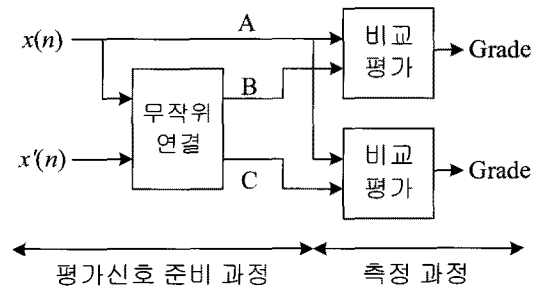 x(n)
A
비교
평가
Grade
B
무작위
연결
x'(n)
C
비교
평가
Grade
평가신호 준비 과정
측정 과정